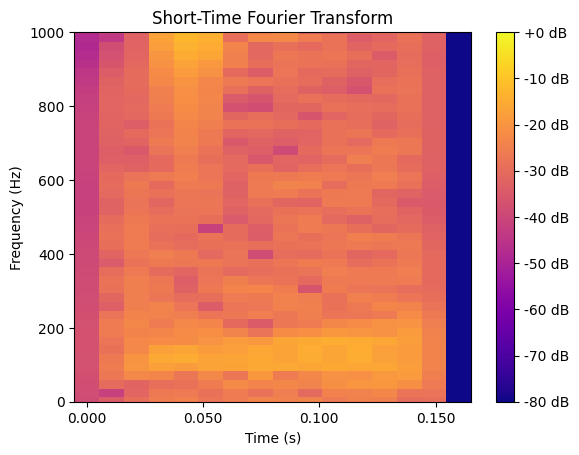 Short-Time Fourier Transform
1000
800
600
400
200
0
Frequency (Hz)
0.000
0.050
0.100
0.150
Time (s)
+0 dB
-10 dB
-20 dB
-30 dB
-40 dB
-50 dB
-60 dB
-70 dB
-80 dB